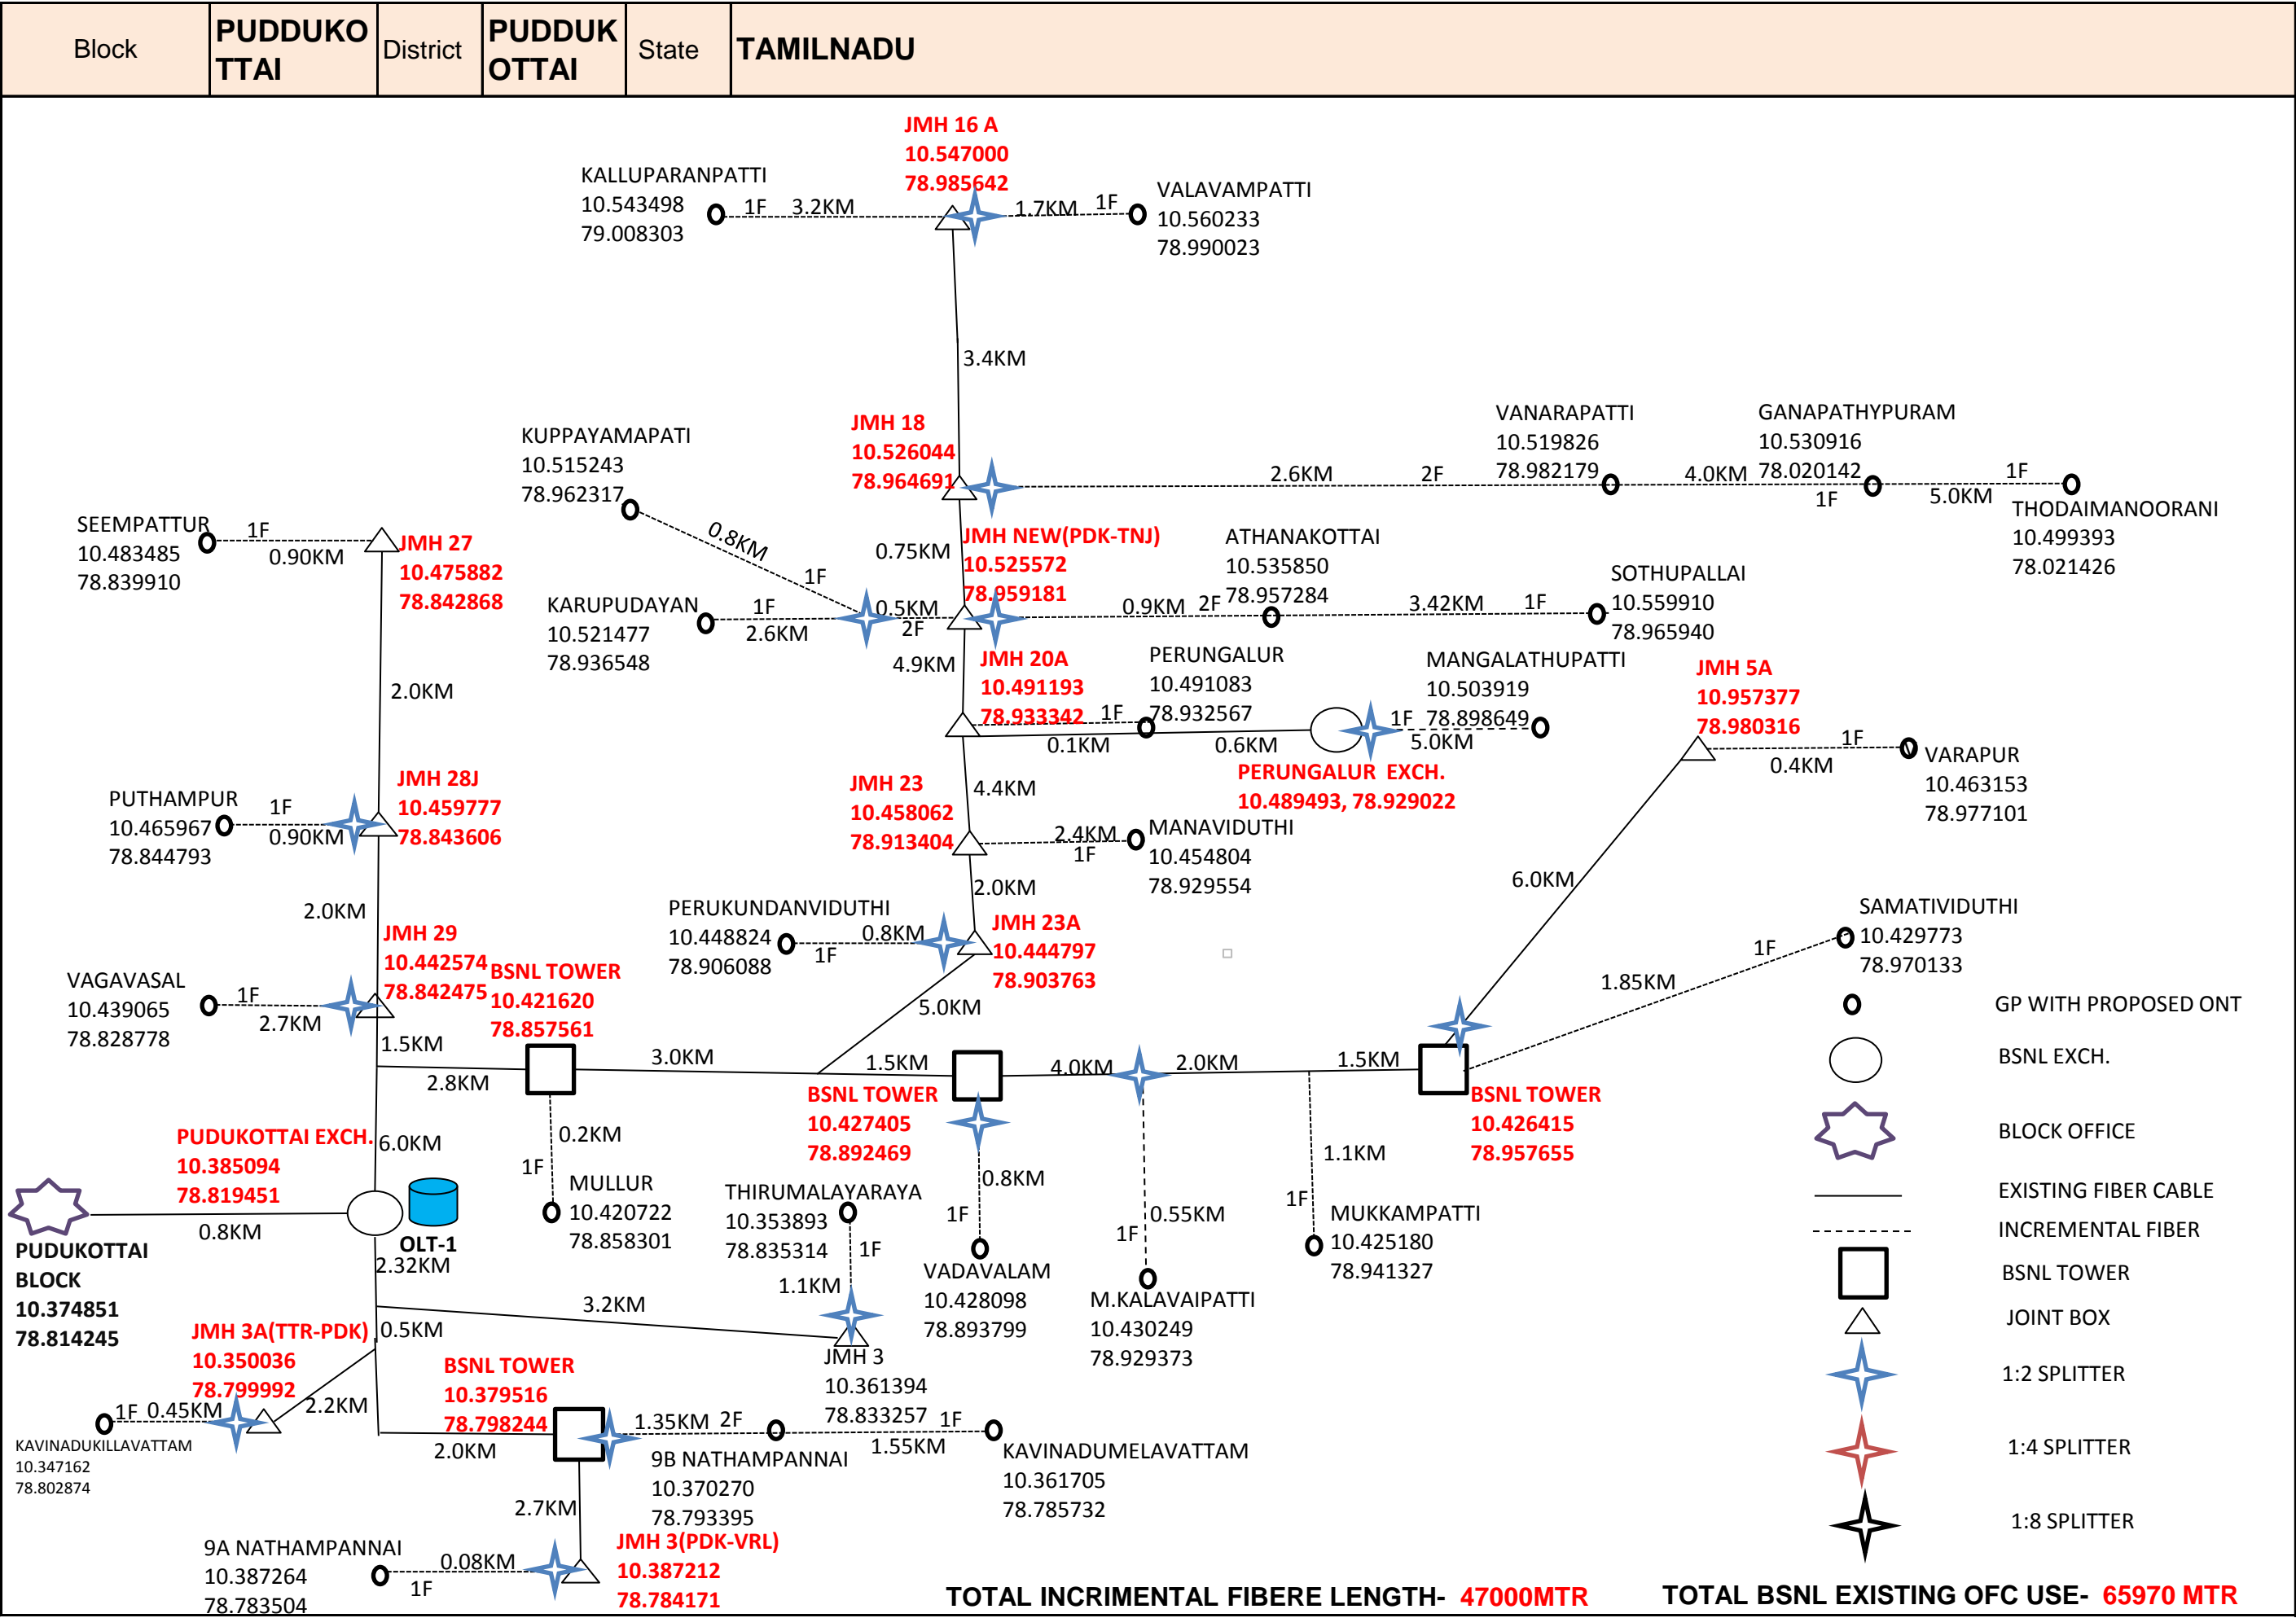 Block
PUDDUKO
TTAI
District
PUDDUK
OTTAI
State
TAMILNADU
JMH 16 A
10.547000
78.985642
KALLUPARANPATTI
10.543498
79.008303
1F 3.2KM
1.7KM 1F
VALAVAMPATTI
10.560233
78.990023
3.4KM
JMH 18
10.526044
78.964691
2.6KM 2F
VANARAPATTI
10.519826
78.982179
4.0KM
1F
GANAPATHYPURAM
10.530916
78.020142
1F
5.0KM
THODAIMANOORANI
10.499393
78.021426
KUPPAYAMAPATI
10.515243
78.962317
0.8KM
1F
SEEMPATTUR
10.483485
78.839910
1F
0.90KM
JMH 27
10.475882
78.842868
0.75KM
JMH NEW(PDK-TNJ)
10.525572
78.959181
ATHANAKOTTAI
10.535850
78.957284
0.9KM 2F
3.42KM 1F
SOTHUPALLAI
10.559910
78.965940
KARUPUDAYAN
10.521477
78.936548
1F
2.6KM
0.5KM
2F
4.9KM
JMH 20A
10.491193
78.933342
PERUNGALUR
10.491083
78.932567
1F
0.1KM
0.6KM
MANGALATHUPATTI
10.503919
78.898649
1F
5.0KM
PERUNGALUR EXCH.
10.489493, 78.929022
JMH 5A
10.957377
78.980316
1F
0.4KM
VARAPUR
10.463153
78.977101
2.0KM
PUTHAMPUR
10.465967
78.844793
1F
0.90KM
JMH 28J
10.459777
78.843606
4.4KM
JMH 23
10.458062
78.913404
2.4KM
1F
MANAVIDUTHI
10.454804
78.929554
2.0KM
6.0KM
2.0KM
PERUKUNDANVIDUTHI
10.448824
78.906088
0.8KM
1F
JMH 23A
10.444797
78.903763
5.0KM
SAMATIVIDUTHI
10.429773
78.970133
1F
1.85KM
VAGAVASAL
10.439065
78.828778
1F
2.7KM
JMH 29
10.442574
78.842475
1.5KM
BSNL TOWER
10.421620
78.857561
2.8KM
3.0KM
1.5KM
4.0KM
2.0KM
1.5KM
BSNL TOWER
10.427405
78.892469
BSNL TOWER
10.426415
78.957655
GP WITH PROPOSED ONT
BSNL EXCH.
BLOCK OFFICE
EXISTING FIBER CABLE
INCREMENTAL FIBER
BSNL TOWER
JOINT BOX
1:2 SPLITTER
1:4 SPLITTER
1:8 SPLITTER
PUDUKOTTAI EXCH.
10.385094
78.819451
6.0KM
0.2KM
1F
MULLUR
10.420722
78.858301
THIRUMALAYARAYA
10.353893
78.835314
1F
1.1KM
0.8KM
1F
VADAVALAM
10.428098
78.893799
0.55KM
1F
M.KALAVAIPATTI
10.430249
78.929373
1.1KM
1F
MUKKAMPATTI
10.425180
78.941327
0.8KM
PUDUKOTTAI
BLOCK
10.374851
78.814245
OLT-1
2.32KM
3.2KM
0.5KM
JMH 3
10.361394
78.833257
JMH 3A(TTR-PDK)
10.350036
78.799992
1F 0.45KM
2.2KM
KAVINADUKILLAVATTAM
10.347162
78.802874
BSNL TOWER
10.379516
78.798244
2.0KM
1.35KM 2F
1F
1.55KM
9B NATHAMPANNAI
10.370270
78.793395
KAVINADUMELAVATTAM
10.361705
78.785732
2.7KM
9A NATHAMPANNAI
10.387264
78.783504
0.08KM
1F
JMH 3(PDK-VRL)
10.387212
78.784171
TOTAL INCRIMENTAL FIBERE LENGTH- 47000MTR
TOTAL BSNL EXISTING OFC USE- 65970 MTR